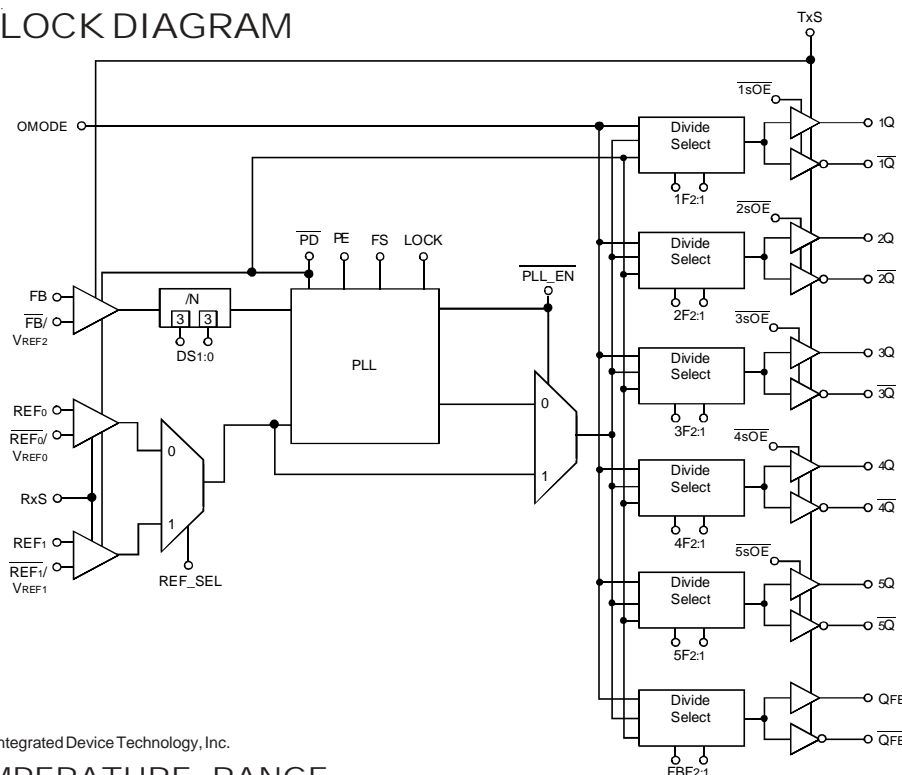 LOCK DIAGRAM
TxS
1sOE
OMODE
Divide
Select
1Q
1Q
1F2:1
2sOE
Divide
Select
2Q
2Q
2F2:1
PD PE FS LOCK
PLL_EN
FB
FB/
VREF2
/N
3 3
DS1:0
PLL
3sOE
Divide
Select
3Q
3Q
3F2:1
0
1
REF0
REF0/
VREF0
RxS
REF1
REF1/
VREF1
0
1
REF_SEL
4sOE
Divide
Select
4Q
4Q
4F2:1
5sOE
Divide
Select
5Q
5Q
5F2:1
Divide
Select
QFB
QFB
FBF2:1
ntegrated Device Technology, Inc.
MPERATURE RANGE